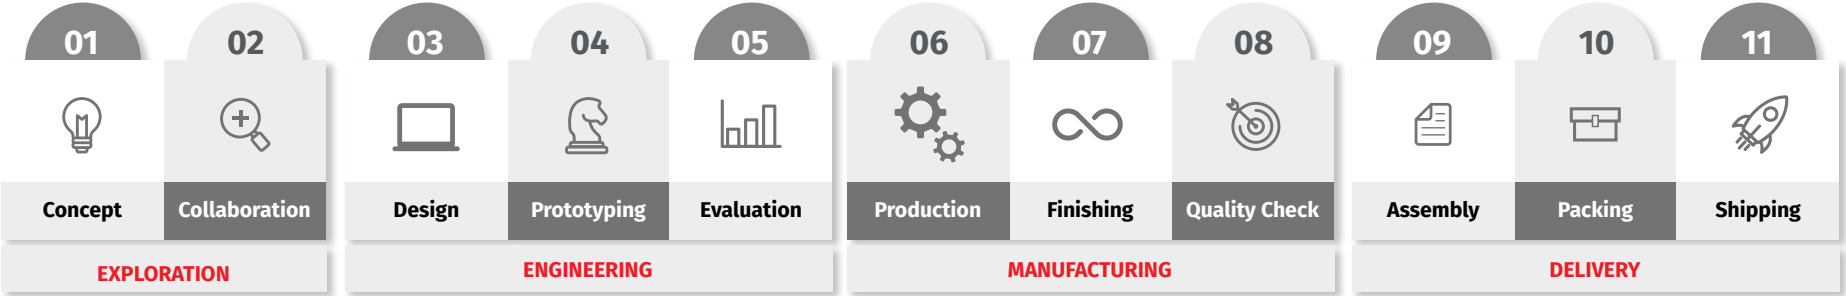 01
02
03
04
05
06
07
08
09
10
11
Concept
Collaboration
Design
Prototyping
Evaluation
Production
Finishing
Quality Check
Assembly
Packing
Shipping
EXPLORATION
ENGINEERING
MANUFACTURING
DELIVERY